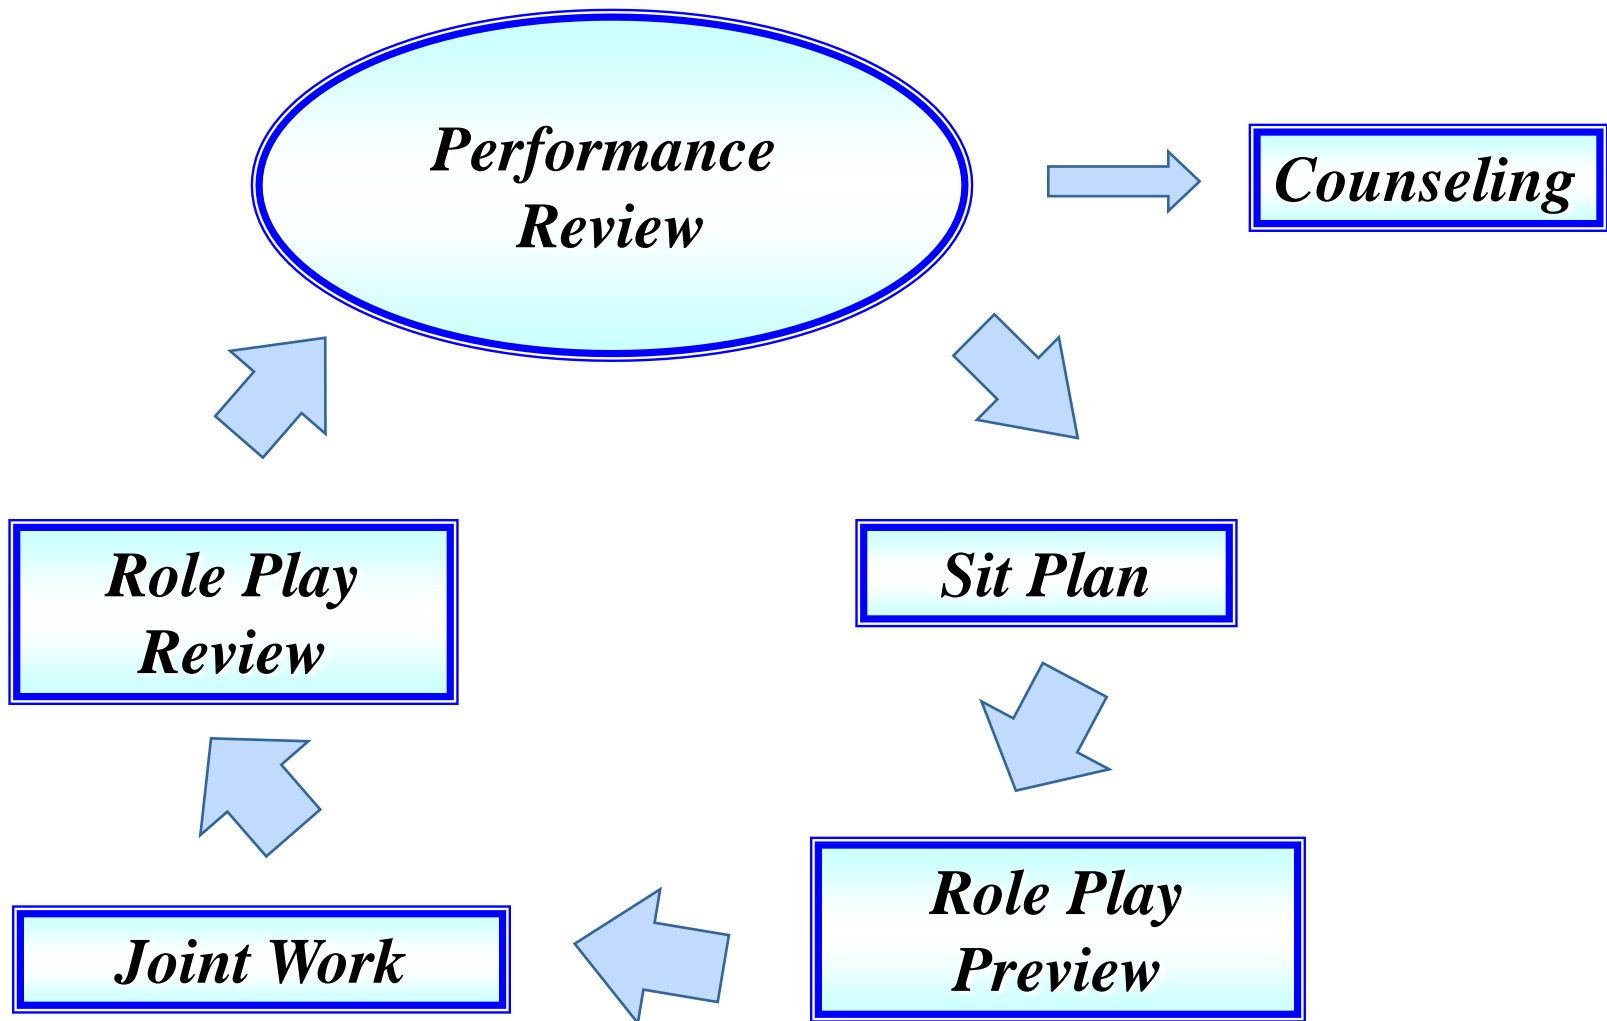 Performance
Review
Counseling
Role Play
Review
Sit Plan
Joint Work
Role Play
Preview